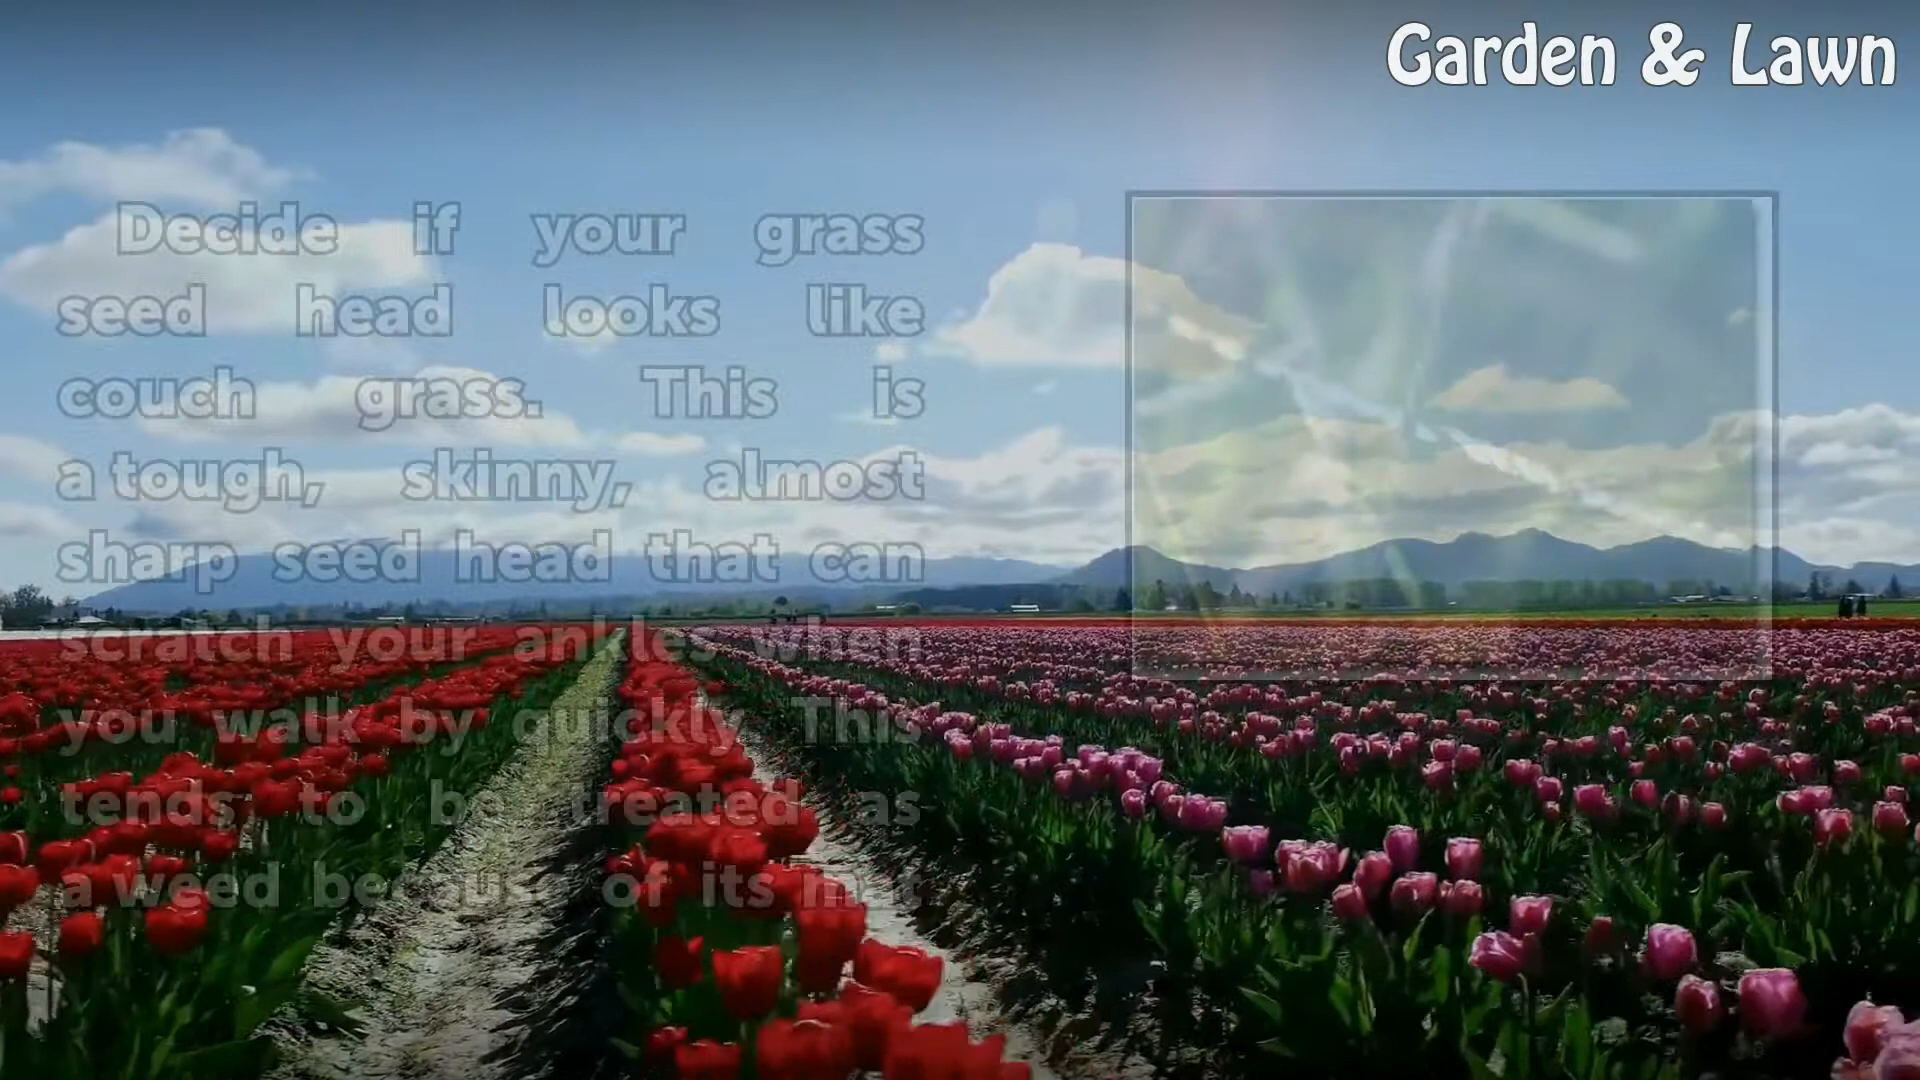 Garden & Lawn
Decide if your grass
seed head looks like
couch grass. This is
a tough, skinny, almost
sharp seed head that can
scratch your ankles when
you walk by quickly. This
tends to be treated as
a weed because of its mat